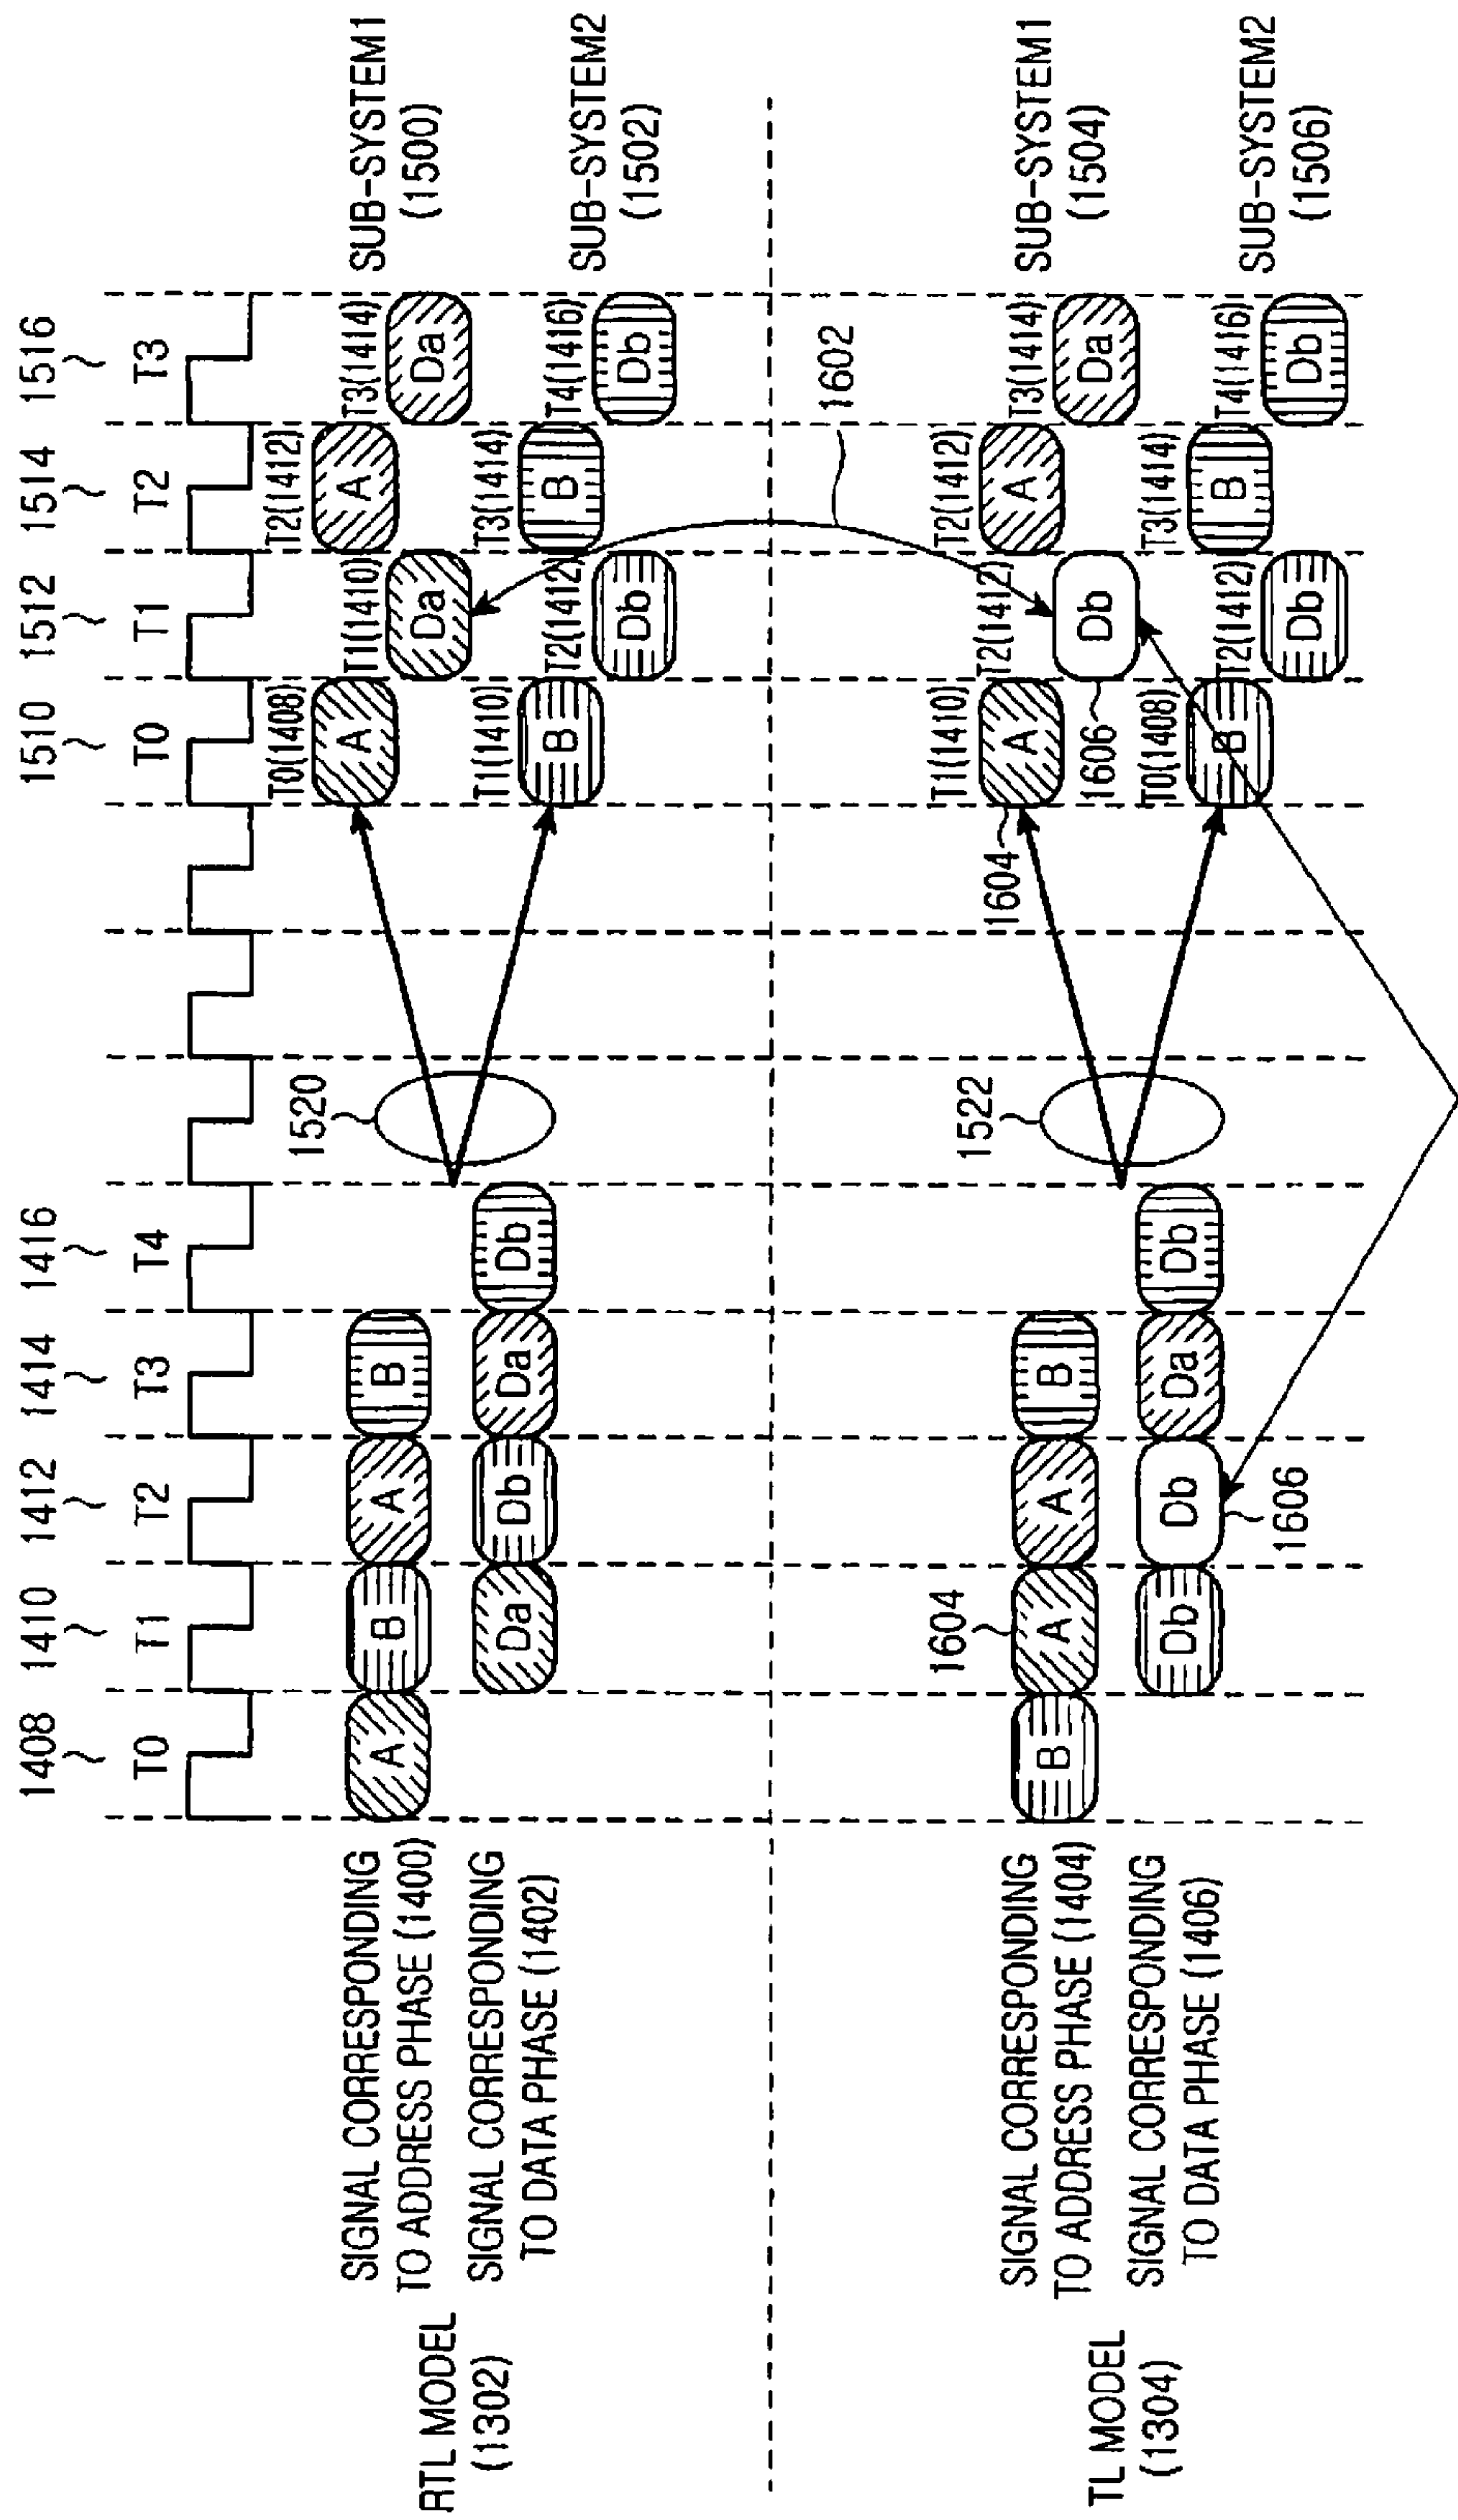 1408 1410 1412 1414 1416 1510 1512 1514 1516
T0 T1 T2 T3 T4 T0 T1 T2 T3
RTL MODEL
(1302)
SIGNAL CORRESPONDING
TO ADDRESS PHASE (1400)
A B A B
SIGNAL CORRESPONDING
TO DATA PHASE (1402)
Da Db Da Db
1520
T0(1408) T2(1412)
A A
T1(1410) T3(1414)
Da Da
SUB-SYSTEM1
(1500)
T1(1410) T3(1414)
B B
T2(1412) T4(1416)
Db Db
SUB-SYSTEM2
(1502)
1602
TL MODEL
(1304)
SIGNAL CORRESPONDING
TO ADDRESS PHASE (1404)
1604
B A A B
SIGNAL CORRESPONDING
TO DATA PHASE (1406)
Db Db Da Db
1606
1522
1604
T1(1410) T2(1412)
A A
T2(1412) T3(1414)
Db Da
1606
SUB-SYSTEM1
(1504)
T0(1408) T3(1414)
B B
T2(1412) T4(1416)
Db Db
SUB-SYSTEM2
(1506)